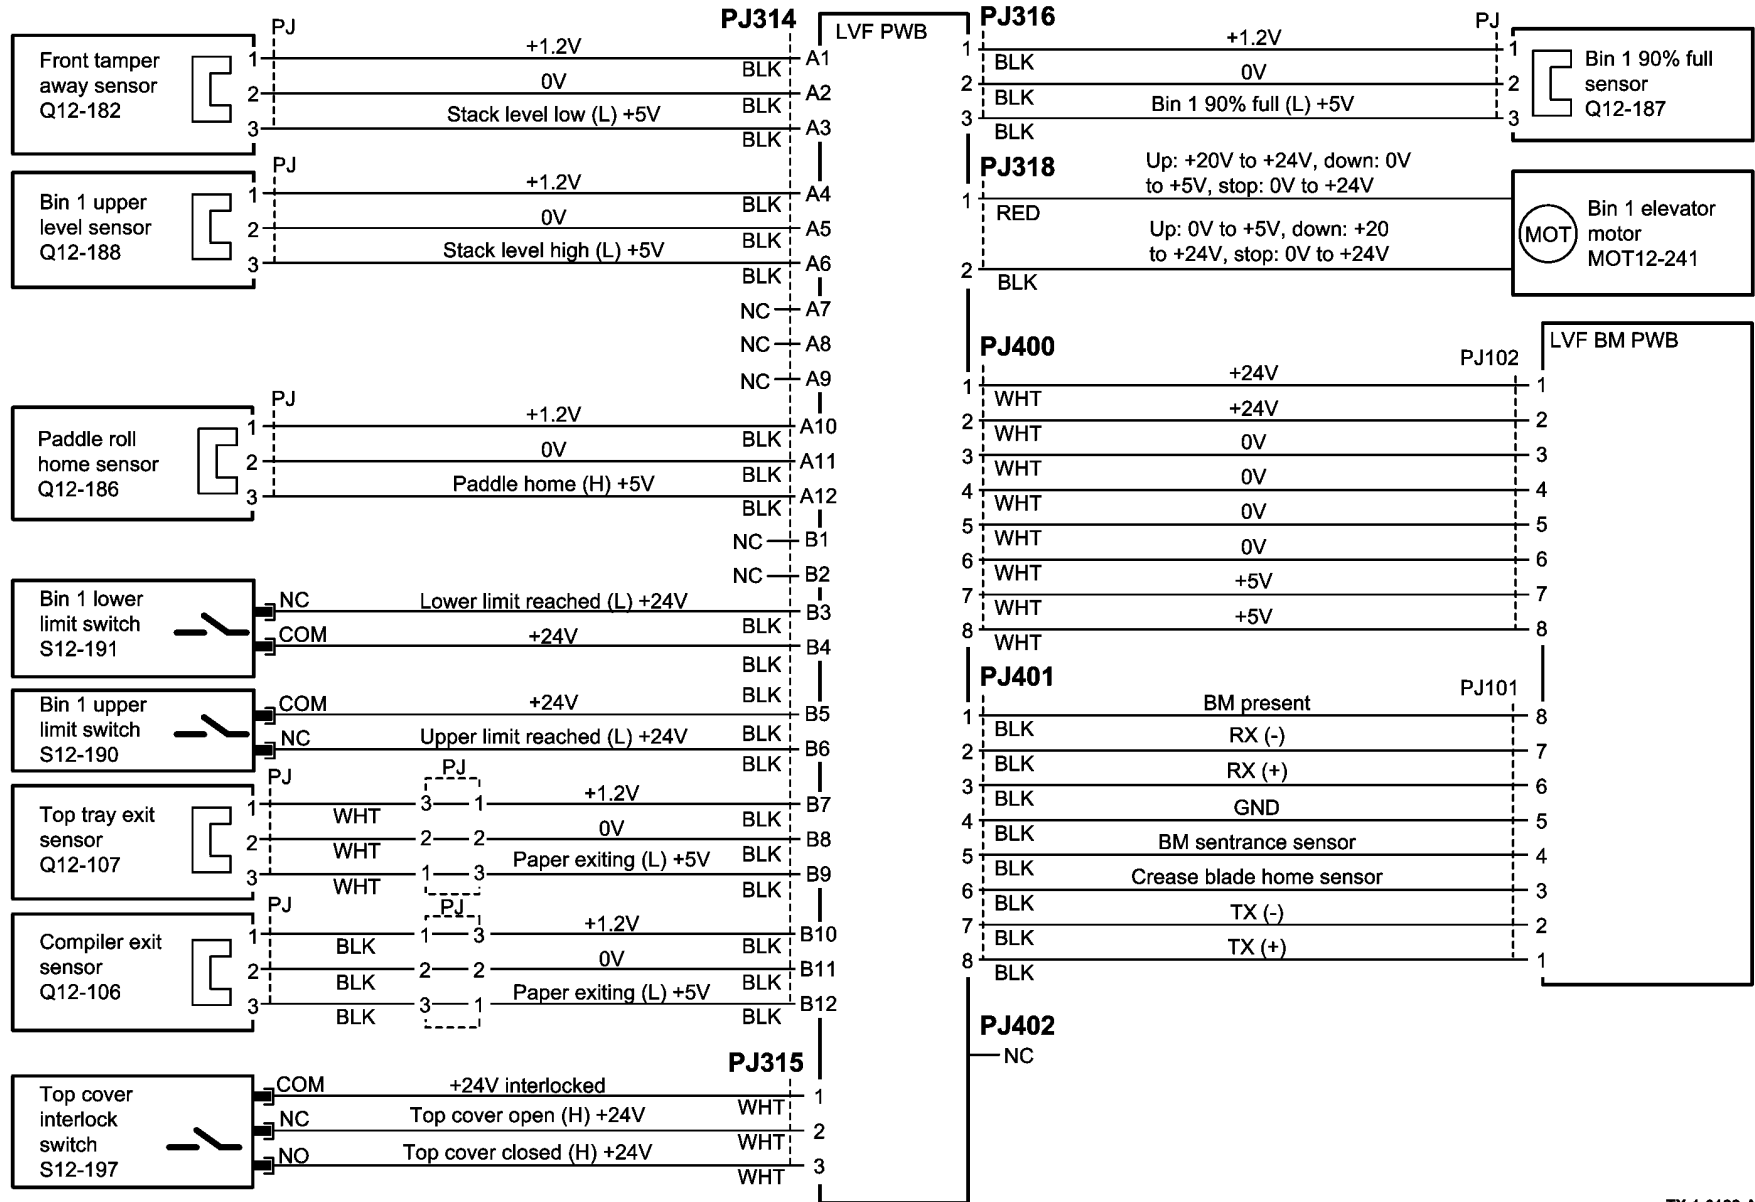 PJ314
LVF PWB
PJ
Front tamper
away sensor
Q12-182
1 +1.2V BLK A1
2 0V BLK A2
3 Stack level low (L) +5V BLK A3
PJ
Bin 1 upper
level sensor
Q12-188
1 +1.2V BLK A4
2 0V BLK A5
3 Stack level high (L) +5V BLK A6
NC A7
NC A8
NC A9
PJ
Paddle roll
home sensor
Q12-186
1 +1.2V BLK A10
2 0V BLK A11
3 Paddle home (H) +5V BLK A12
NC B1
NC B2
Bin 1 lower
limit switch
S12-191
NC Lower limit reached (L) +24V BLK B3
COM +24V BLK B4
Bin 1 upper
limit switch
S12-190
BLK
COM +24V BLK B5
NC Upper limit reached (L) +24V BLK B6
PJ PJ
Top tray exit
sensor
Q12-107
1 WHT 3 1 +1.2V BLK B7
2 WHT 2 2 0V BLK B8
3 WHT 1 3 Paper exiting (L) +5V BLK B9
PJ PJ
Compiler exit
sensor
Q12-106
1 BLK 1 3 +1.2V BLK B10
2 BLK 2 2 0V BLK B11
3 BLK 3 1 Paper exiting (L) +5V BLK B12
PJ315
Top cover
interlock
switch
S12-197
COM +24V interlocked WHT 1
NC Top cover open (H) +24V WHT 2
NO Top cover closed (H) +24V WHT 3
PJ316 PJ
1 BLK +1.2V 1
2 BLK 0V 2
3 BLK Bin 1 90% full (L) +5V 3
Bin 1 90% full
sensor
Q12-187
PJ318
Up: +20V to +24V, down: 0V
to +5V, stop: 0V to +24V
1 RED
Up: 0V to +5V, down: +20
to +24V, stop: 0V to +24V
2 BLK
MOT
Bin 1 elevator
motor
MOT12-241
PJ400 PJ102
LVF BM PWB
1 WHT +24V 1
2 WHT +24V 2
3 WHT 0V 3
4 WHT 0V 4
5 WHT 0V 5
6 WHT 0V 6
7 WHT +5V 7
8 WHT +5V 8
PJ401 PJ101
1 BLK BM present 8
2 BLK RX (-) 7
3 BLK RX (+) 6
4 BLK GND 5
5 BLK BM sentrance sensor 4
6 BLK Crease blade home sensor 3
7 BLK TX (-) 2
8 BLK TX (+) 1
PJ402
NC